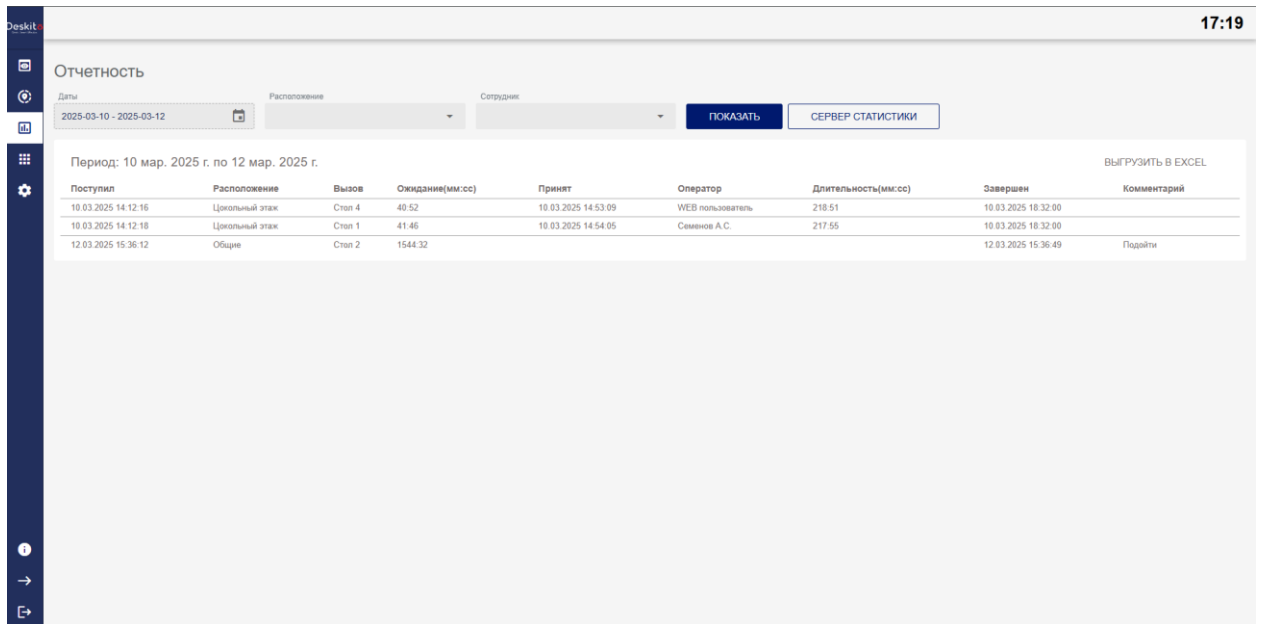 Deskit
17:19
Отчетность
Даты Расположение Сотрудник
2025-03-10 - 2025-03-12 ПОКАЗАТЬ СЕРВЕР СТАТИСТИКИ
Период: 10 мар. 2025 г. по 12 мар. 2025 г. ВЫГРУЗИТЬ В EXCEL
Поступил Расположение Вызов Ожидание(мм:сс) Принят Оператор Длительность(мм:сс) Завершен Комментарий
10.03.2025 14:12:16 Цокольный этаж Стол 4 40:52 10.03.2025 14:53:09 WEB пользователь 218:51 10.03.2025 18:32:00
10.03.2025 14:12:18 Цокольный этаж Стол 1 41:46 10.03.2025 14:54:05 Семенов А.С. 217:55 10.03.2025 18:32:00
12.03.2025 15:36:12 Общие Стол 2 1544:32 12.03.2025 15:36:49 Подойти